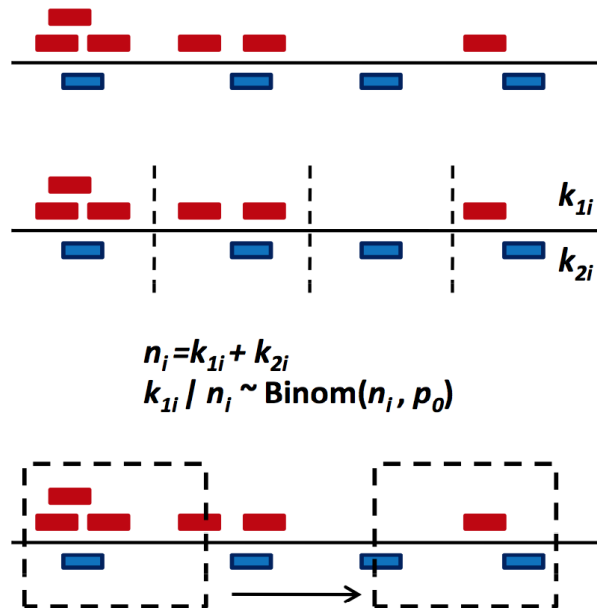 k₁ᵢ
k₂ᵢ
nᵢ =k₁ᵢ + k₂ᵢ
k₁ᵢ | nᵢ ~ Binom(nᵢ , p₀)